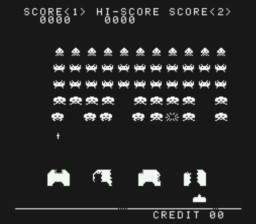 SCORE<1> HI-SCORE SCORE<2>
0000 0000
CREDIT 00